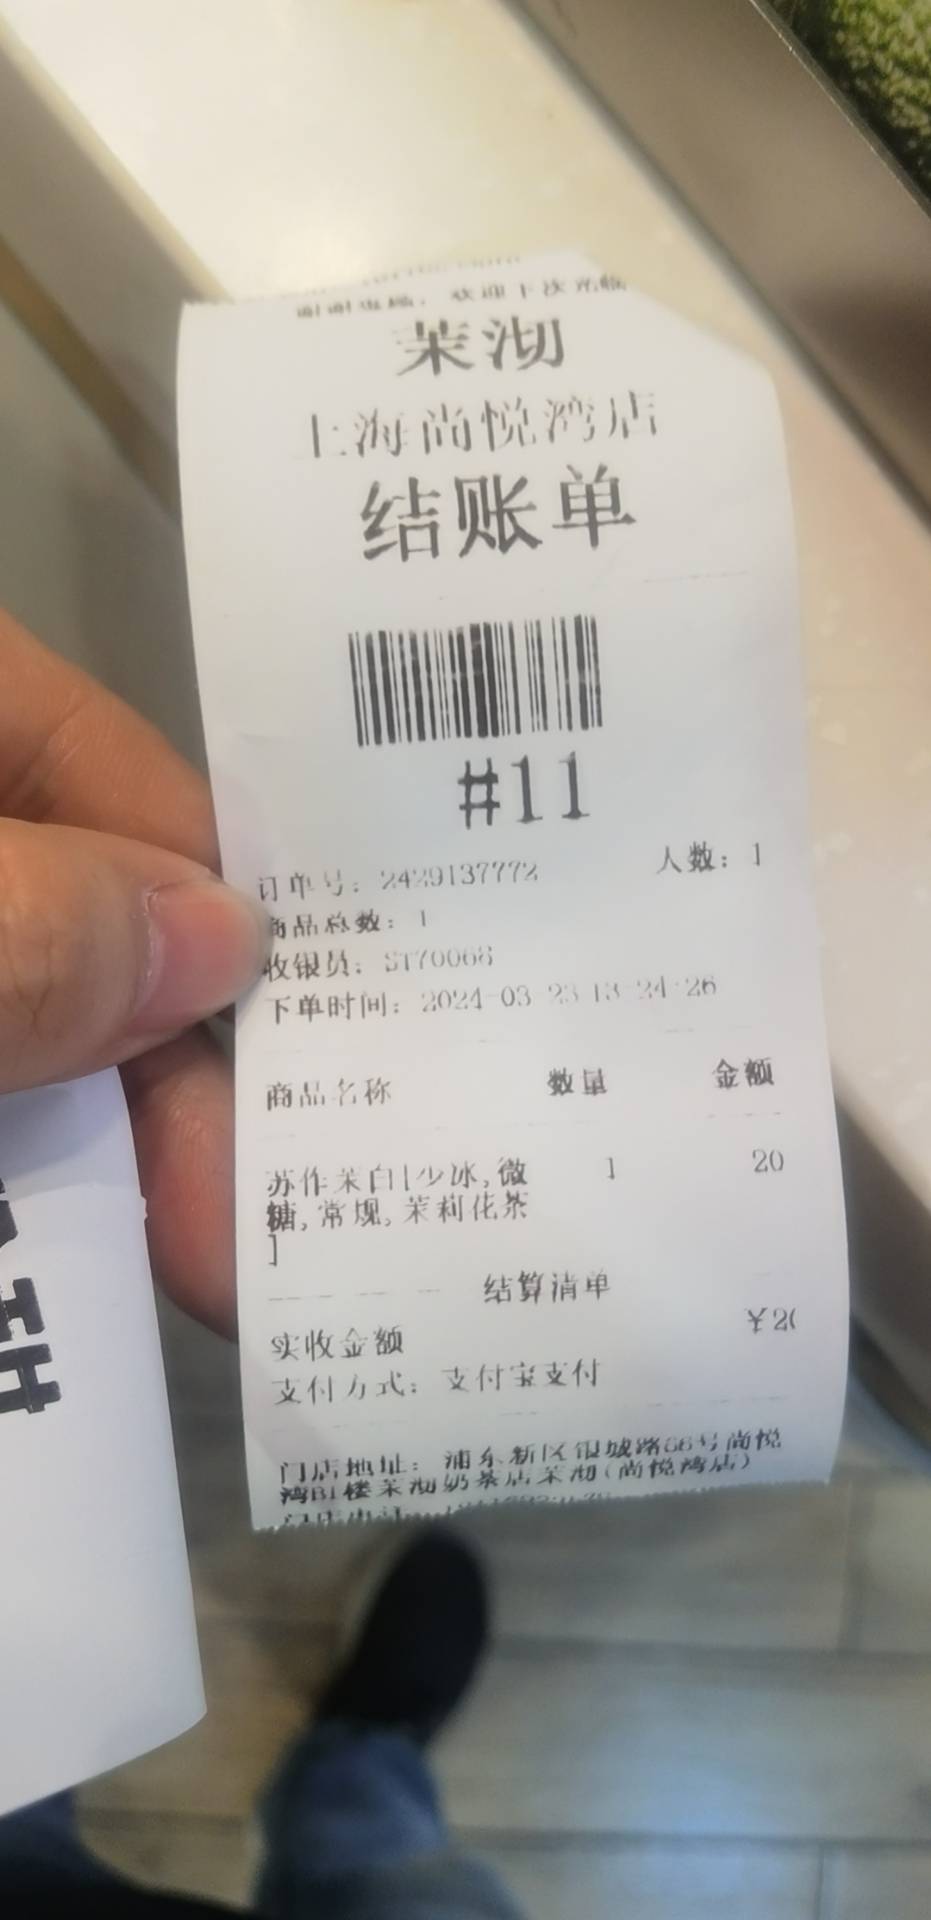 谢谢惠顾，欢迎下次光临
茉沏
上海尚悦湾店
结账单
#11
订单号：2429137772 人数：1
商品总数：1
收银员：ST70068
下单时间：2024-03-23 13:24:26
商品名称 数量 金额
苏作茉白[少冰,微 1 20
糖,常规,茉莉花茶
]
结算清单
实收金额 ¥20
支付方式：支付宝支付
门店地址：浦东新区银城路66号尚悦
湾B1楼茉沏奶茶店茉沏(尚悦湾店)
门店电话：